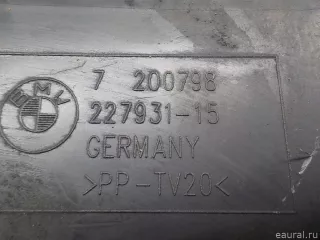 BMW
7 200798
227931-15
GERMANY
>PP-TV20<
eaural.ru